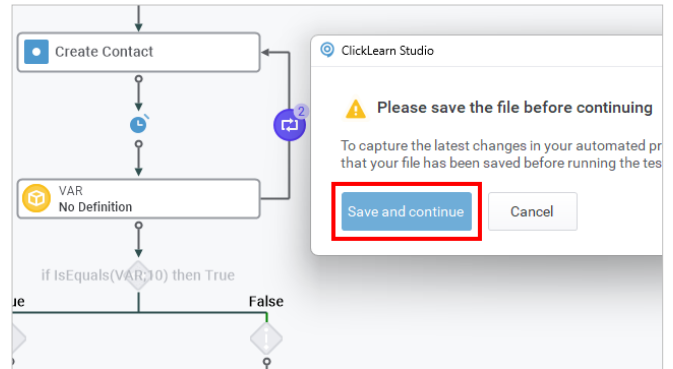 Create Contact
2
VAR
No Definition
if IsEquals(VAR;10) then True
ue
False
ClickLearn Studio
Please save the file before continuing
To capture the latest changes in your automated pr
that your file has been saved before running the tes
Save and continue
Cancel